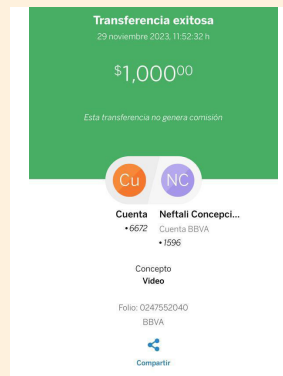 Transferencia exitosa
29 noviembre 2023, 11:52:32 h
$1,000⁰⁰
Esta transferencia no genera comisión
Cu NC
Cuenta Neftali Concepci...
•6672 Cuenta BBVA
•1596
Concepto
Video
Folio: 0247552040
BBVA
Compartir